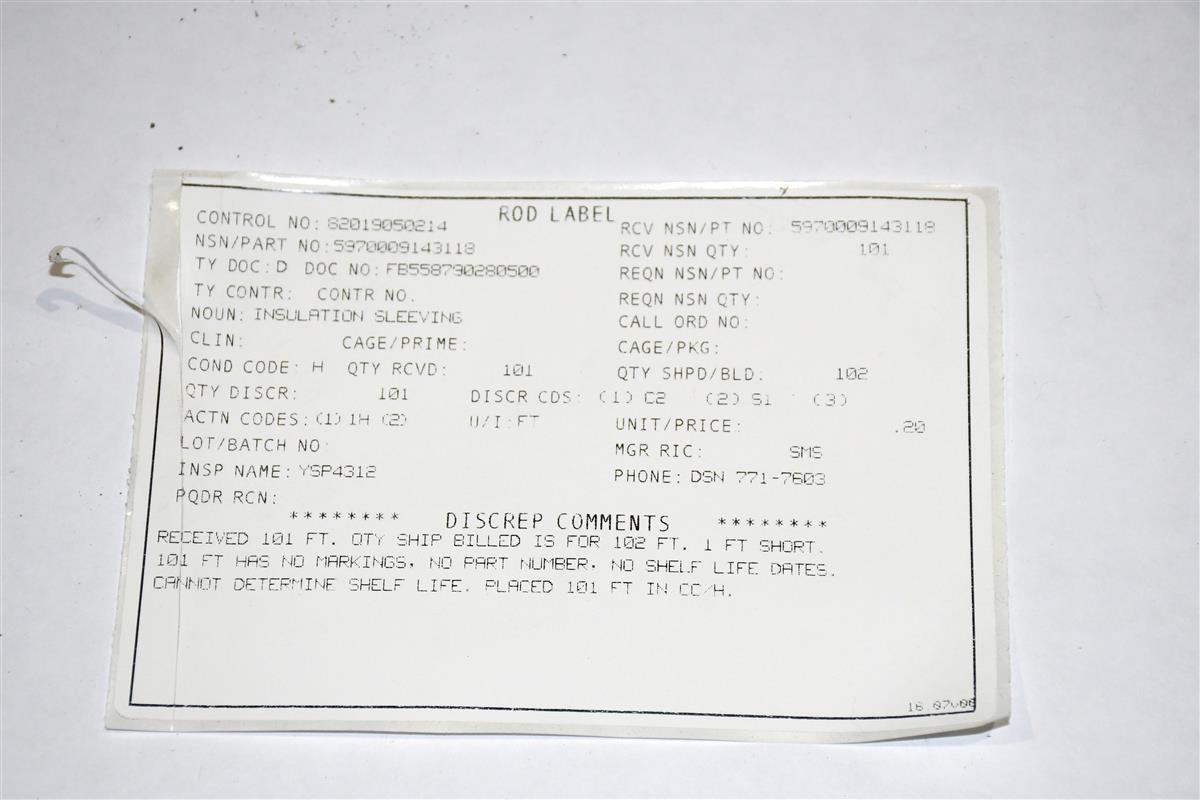 ROD LABEL
CONTROL NO: 82019050214 RCV NSN/PT NO: 5970009143118
NSN/PART NO: 5970009143118 RCV NSN QTY: 101
TY DOC: D DOC NO: FB558790280500 REQN NSN/PT NO:
TY CONTR: CONTR NO. REQN NSN QTY:
NOUN: INSULATION SLEEVING CALL ORD NO:
CLIN: CAGE/PRIME: CAGE/PKG:
COND CODE: H QTY RCVD: 101 QTY SHPD/BLD: 102
QTY DISCR: 101 DISCR CDS: (1) C2 (2) S1 (3)
ACTN CODES: (1) 1H (2) U/I: FT UNIT/PRICE: .20
LOT/BATCH NO: MGR RIC: SMS
INSP NAME: YSP4312 PHONE: DSN 771-7603
PQDR RCN:
******** DISCREP COMMENTS ********
RECEIVED 101 FT. QTY SHIP BILLED IS FOR 102 FT. 1 FT SHORT.
101 FT HAS NO MARKINGS, NO PART NUMBER, NO SHELF LIFE DATES.
CANNOT DETERMINE SHELF LIFE. PLACED 101 FT IN CC/H.